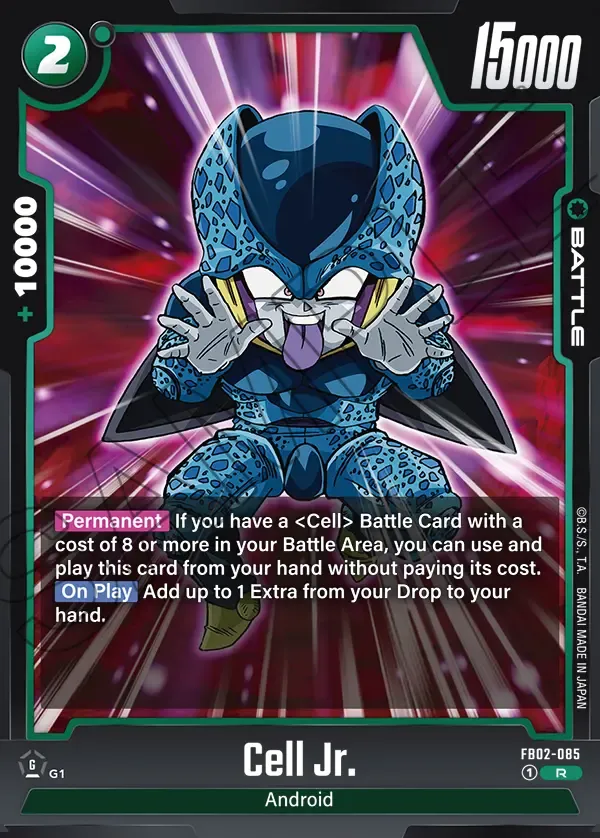 2
15000
+ 10000
BATTLE
Permanent If you have a <Cell> Battle Card with a
cost of 8 or more in your Battle Area, you can use and
play this card from your hand without paying its cost.
On Play Add up to 1 Extra from your Drop to your
hand.
©B.S./S., T.A. BANDAI MADE IN JAPAN
Cell Jr.
FB02-085
G
G1
1 R
Android